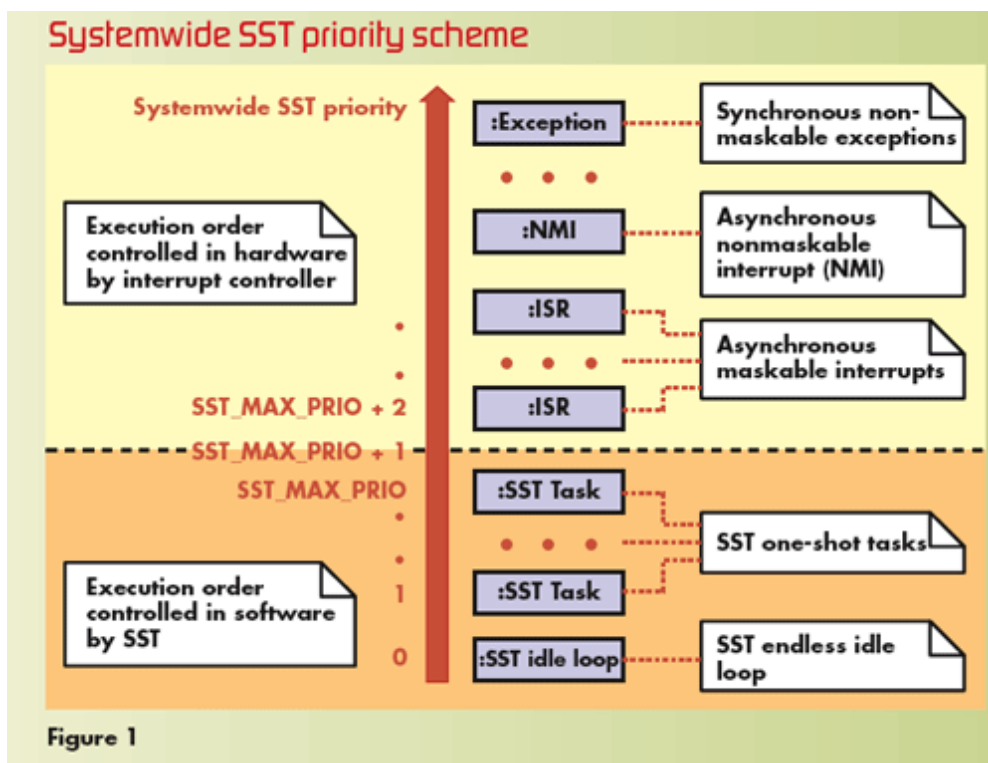 Systemwide SST priority scheme
Systemwide SST priority
:Exception
Synchronous non-
maskable exceptions
• • •
Execution order
controlled in hardware
by interrupt controller
:NMI
Asynchronous
nonmaskable
interrupt (NMI)
:ISR
• • •
:ISR
Asynchronous
maskable interrupts
•
•
SST_MAX_PRIO + 2
SST_MAX_PRIO + 1
SST_MAX_PRIO
•
•
1
0
:SST Task
• • •
:SST Task
SST one-shot tasks
Execution order
controlled in software
by SST
:SST idle loop
SST endless idle
loop
Figure 1